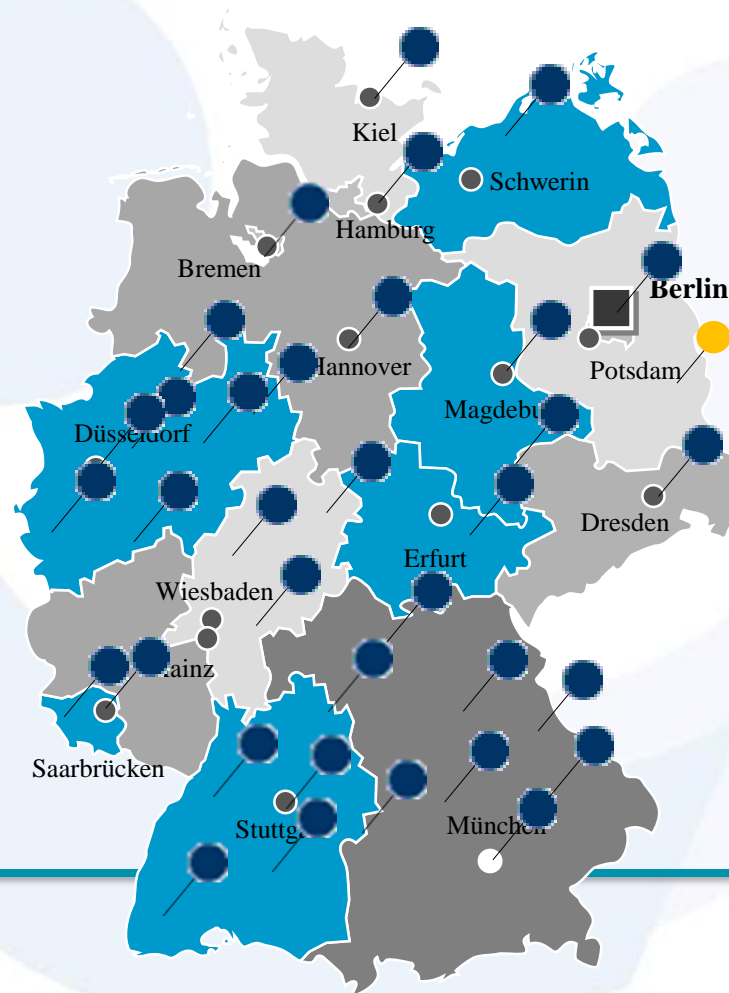 Kiel
Schwerin
Hamburg
Bremen
Berlin
Hannover
Potsdam
Magdebu
Düsseldorf
Dresden
Erfurt
Wiesbaden
ainz
Saarbrücken
Stuttg
München